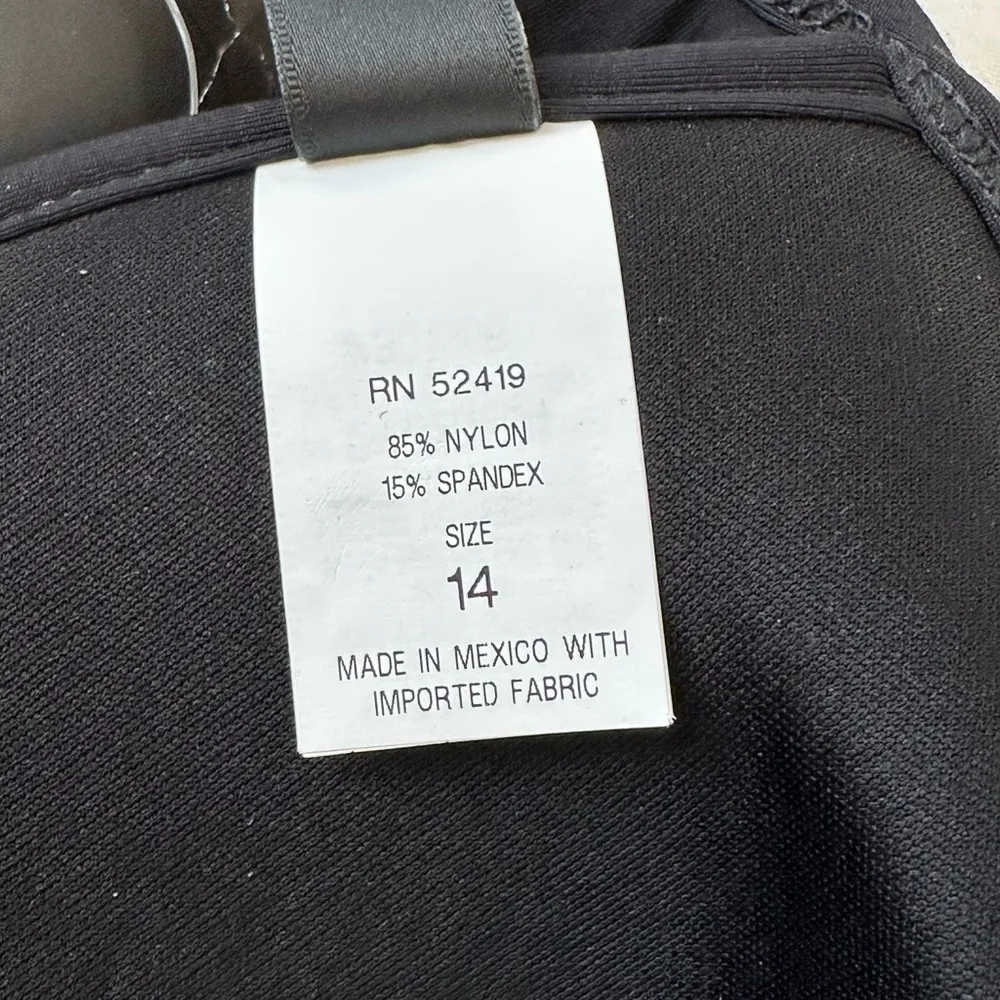 RN 52419
85% NYLON
15% SPANDEX
SIZE
14
MADE IN MEXICO WITH
IMPORTED FABRIC